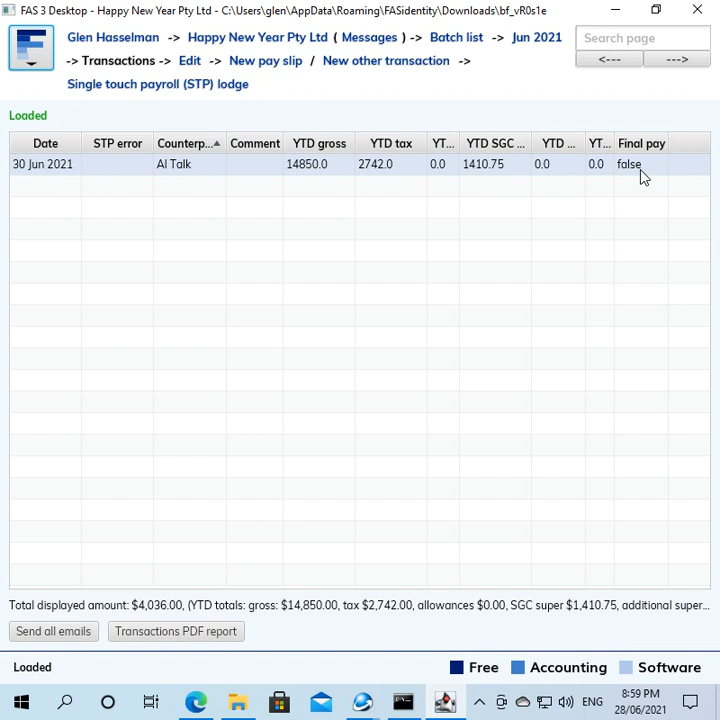 FAS 3 Desktop - Happy New Year Pty Ltd - C:\Users\glen\AppData\Roaming\FASidentity\Downloads\bf_vR0s1e
Glen Hasselman -> Happy New Year Pty Ltd ( Messages ) -> Batch list -> Jun 2021
-> Transactions -> Edit -> New pay slip / New other transaction ->
Single touch payroll (STP) lodge
Search page
<--- --->
Loaded
Date STP error Counterp... Comment YTD gross YTD tax YT... YTD SGC ... YTD ... YT... Final pay
30 Jun 2021 Al Talk 14850.0 2742.0 0.0 1410.75 0.0 0.0 false
Total displayed amount: $4,036.00, (YTD totals: gross: $14,850.00, tax $2,742.00, allowances $0.00, SGC super $1,410.75, additional super...
Send all emails Transactions PDF report
Loaded Free Accounting Software
ENG 8:59 PM
28/06/2021